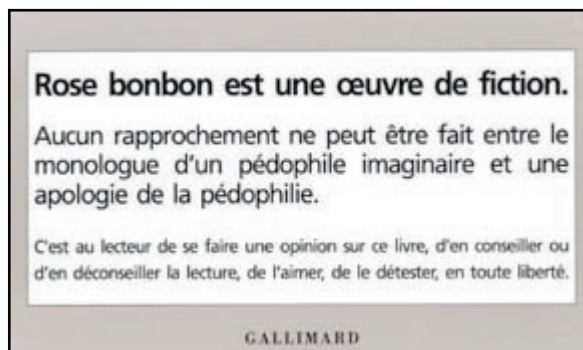 Rose bonbon est une œuvre de fiction.
Aucun rapprochement ne peut être fait entre le
monologue d'un pédophile imaginaire et une
apologie de la pédophilie.
C'est au lecteur de se faire une opinion sur ce livre, d'en conseiller ou
d'en déconseiller la lecture, de l'aimer, de le détester, en toute liberté.
GALLIMARD